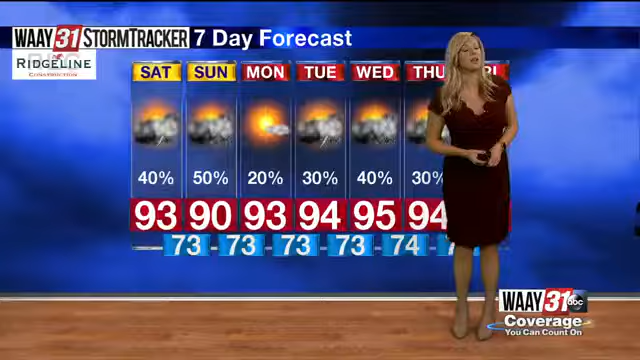 WAAY 31 STORMTRACKER 7 Day Forecast
RIDGELINE
CONSTRUCTION
SAT SUN MON TUE WED THU FRI
40% 50% 20% 30% 40% 30%
93 90 93 94 95 94
73 73 73 73 74
WAAY 31 abc
Coverage
You Can Count On